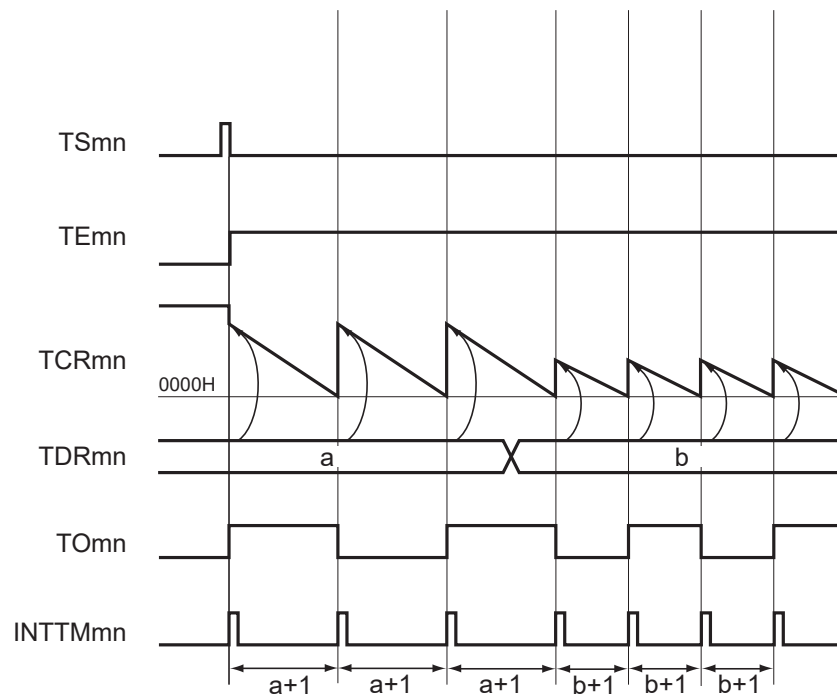 TSmn
TEmn
TCRmn
0000H
TDRmn
a
b
TOmn
INTTMmn
a+1
a+1
a+1
b+1
b+1
b+1